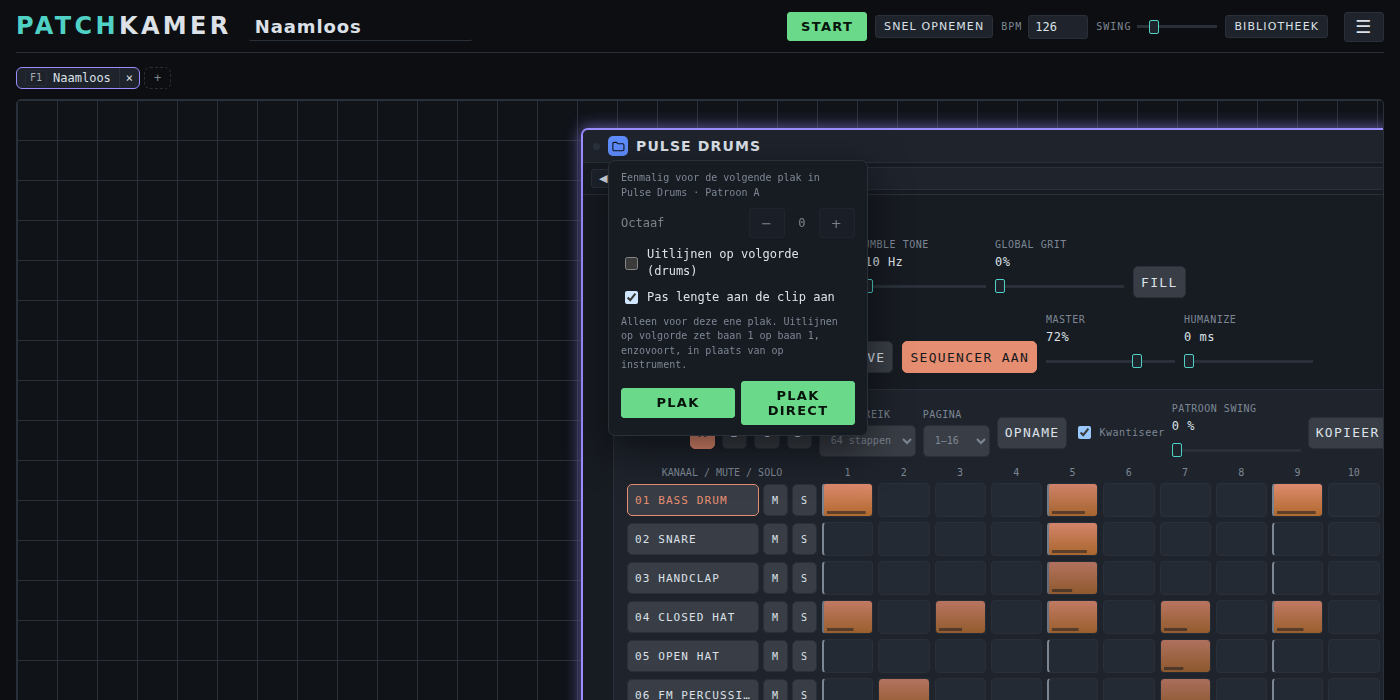 PATCHKAMER Naamloos START SNEL OPNEMEN BPM 126 SWING BIBLIOTHEEK ☰
F1 Naamloos × +
PULSE DRUMS
◀
Eenmalig voor de volgende plak in
Pulse Drums · Patroon A
Octaaf − 0 +
Uitlijnen op volgorde
(drums)
Pas lengte aan de clip aan
Alleen voor deze ene plak. Uitlijnen
op volgorde zet baan 1 op baan 1,
enzovoort, in plaats van op
instrument.
PLAK PLAK DIRECT
UMBLE TONE GLOBAL GRIT
10 Hz 0%
FILL
MASTER HUMANIZE
72% 0 ms
VE SEQUENCER AAN
REIK PAGINA PATROON SWING
64 stappen 1–16 OPNAME Kwantiseer 0 % KOPIEER
KANAAL / MUTE / SOLO 1 2 3 4 5 6 7 8 9 10
01 BASS DRUM M S
02 SNARE M S
03 HANDCLAP M S
04 CLOSED HAT M S
05 OPEN HAT M S
06 FM PERCUSSI… M S